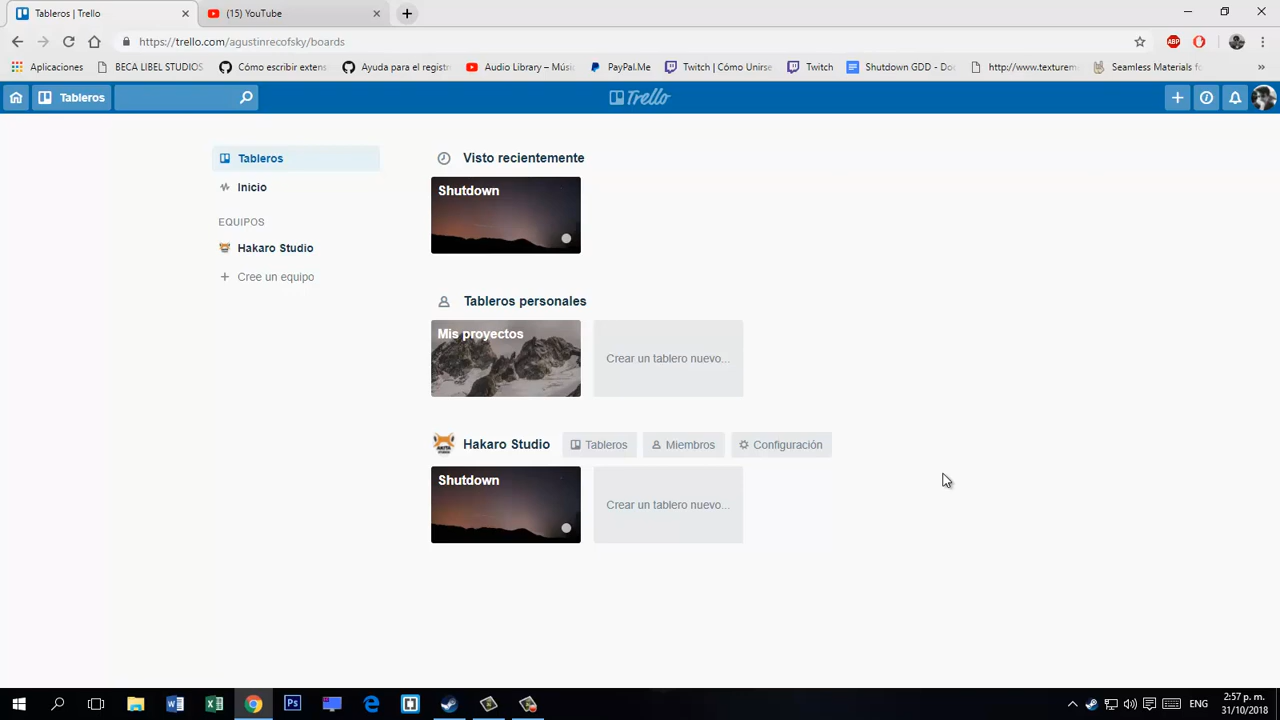 Tableros | Trello
(15) YouTube
https://trello.com/agustinrecofsky/boards
Aplicaciones
BECA LIBEL STUDIOS
Cómo escribir extens
Ayuda para el registr
Audio Library – Músi
PayPal.Me
Twitch | Cómo Unirse
Twitch
Shutdown GDD - Do
http://www.texturem
Seamless Materials fo
»
Tableros
Trello
Tableros
Inicio
EQUIPOS
Hakaro Studio
Cree un equipo
Visto recientemente
Shutdown
Tableros personales
Mis proyectos
Crear un tablero nuevo...
Hakaro Studio
Tableros
Miembros
Configuración
Shutdown
Crear un tablero nuevo...
ENG
2:57 p. m.
31/10/2018